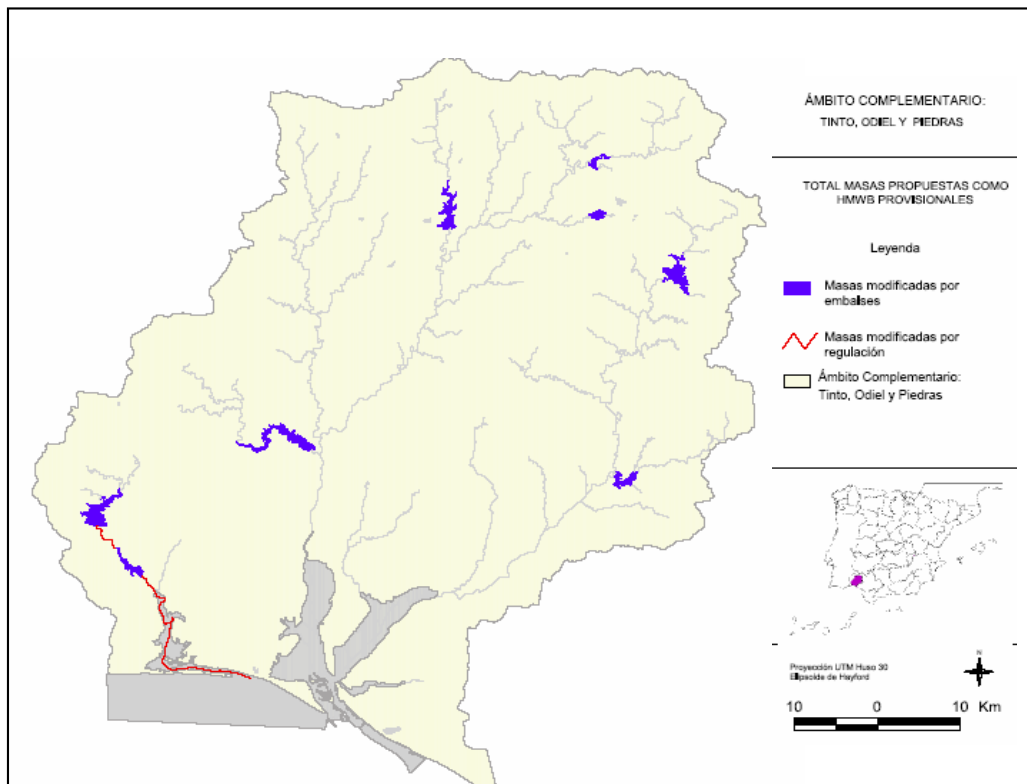 ÁMBITO COMPLEMENTARIO:
TINTO, ODIEL Y PIEDRAS
TOTAL MASAS PROPUESTAS COMO
HMWB PROVISIONALES
Leyenda
Masas modificadas por
embalses
Masas modificadas por
regulación
Ámbito Complementario:
Tinto, Odiel y Piedras
Proyección UTM Huso 30
Elipsoide de Hayford
N
10 0 10 Km